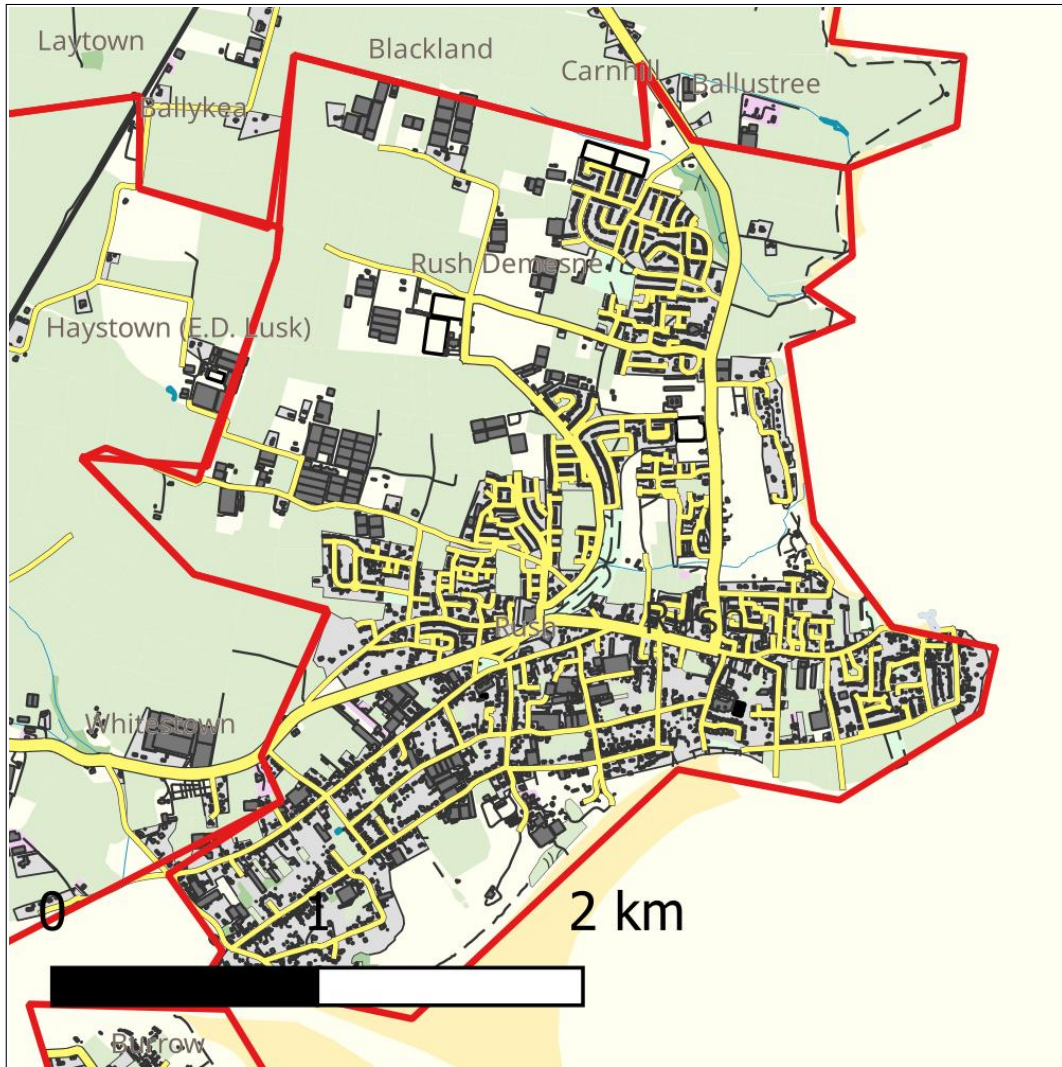 Laytown
Blackland
Carnhill
Ballustree
Ballykea
Rush Demesne
Haystown (E.D. Lusk)
Rush
Whitestown
0 1 2 km
Burrow